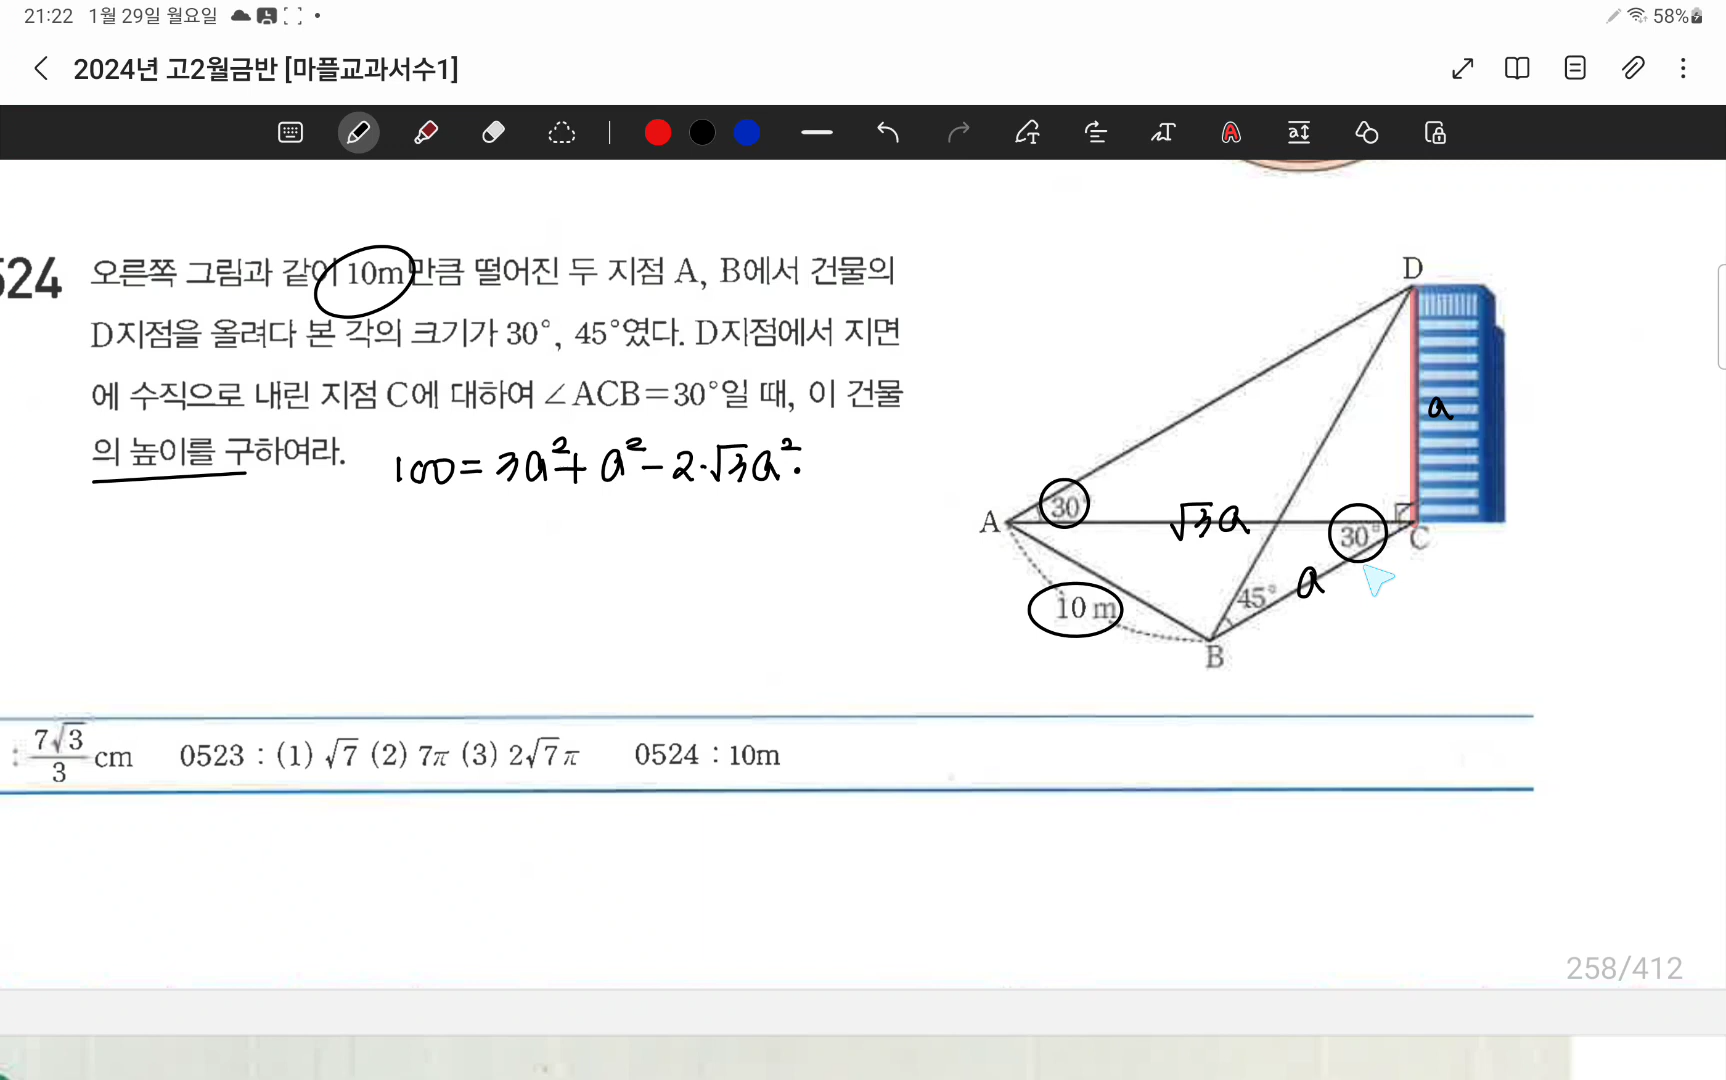 21:22 1월 29일 월요일
58%
2024년 고2월금반 [마플교과서수1]
524 오른쪽 그림과 같이 10m만큼 떨어진 두 지점 A, B에서 건물의
D지점을 올려다 본 각의 크기가 30°, 45°였다. D지점에서 지면
에 수직으로 내린 지점 C에 대하여 ∠ACB=30°일 때, 이 건물
의 높이를 구하여라.
100 = 3a²+a²-2·√3a²·
D
a
A
30°
√3a
30°
C
10 m
45°
a
B
: 7√3/3 cm 0523 : (1) √7 (2) 7π (3) 2√7π 0524 : 10m
258/412